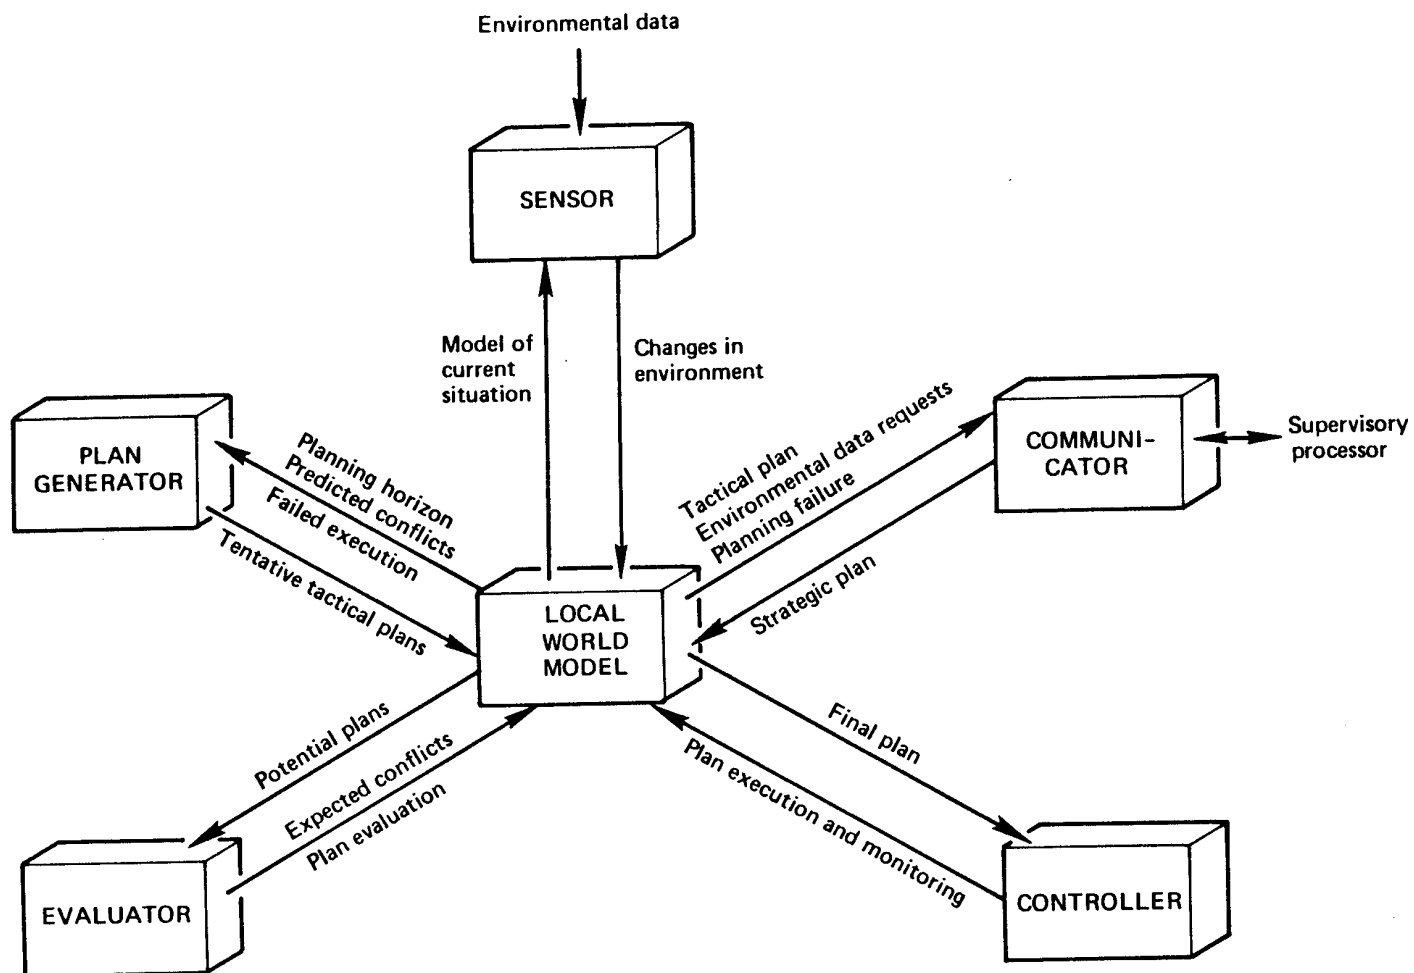 Environmental data
SENSOR
Model of
current
situation
Changes in
environment
PLAN
GENERATOR
Planning horizon
Predicted conflicts
Failed execution
Tentative tactical plans
Tactical plan
Environmental data requests
Planning failure
Strategic plan
COMMUNI-
CATOR
Supervisory
processor
LOCAL
WORLD
MODEL
Potential plans
Expected conflicts
Plan evaluation
Final plan
Plan execution and monitoring
EVALUATOR
CONTROLLER